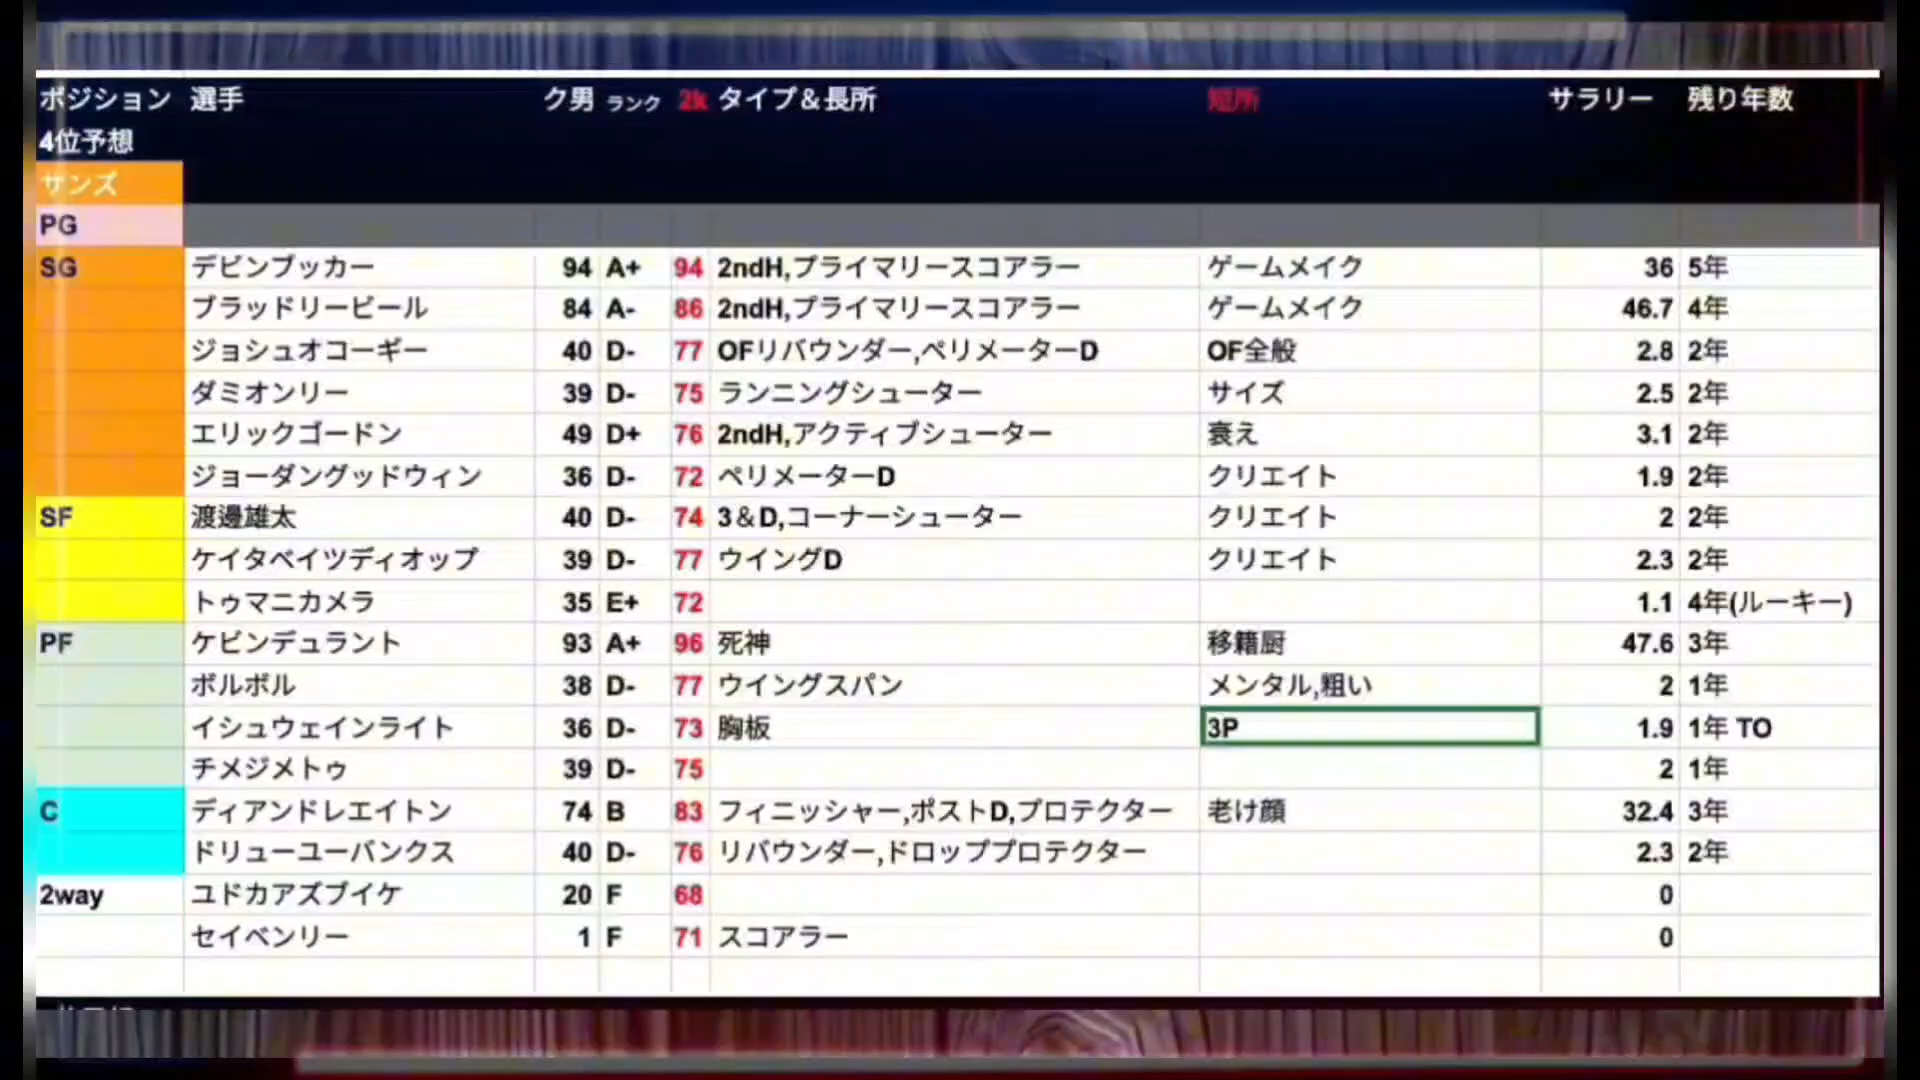 ポジション 選手 ク男 ランク 2k タイプ＆長所 短所 サラリー 残り年数
4位予想
サンズ
PG
SG デビンブッカー 94 A+ 94 2ndH,プライマリースコアラー ゲームメイク 36 5年
ブラッドリービール 84 A- 86 2ndH,プライマリースコアラー ゲームメイク 46.7 4年
ジョシュオコーギー 40 D- 77 OFリバウンダー,ペリメーターD OF全般 2.8 2年
ダミオンリー 39 D- 75 ランニングシューター サイズ 2.5 2年
エリックゴードン 49 D+ 76 2ndH,アクティブシューター 衰え 3.1 2年
ジョーダングッドウィン 36 D- 72 ペリメーターD クリエイト 1.9 2年
SF 渡邊雄太 40 D- 74 3＆D,コーナーシューター クリエイト 2 2年
ケイタベイツディオップ 39 D- 77 ウイングD クリエイト 2.3 2年
トゥマニカメラ 35 E+ 72 1.1 4年(ルーキー)
PF ケビンデュラント 93 A+ 96 死神 移籍厨 47.6 3年
ボルボル 38 D- 77 ウイングスパン メンタル,粗い 2 1年
イシュウェインライト 36 D- 73 胸板 3P 1.9 1年 TO
チメジメトゥ 39 D- 75 2 1年
C ディアンドレエイトン 74 B 83 フィニッシャー,ポストD,プロテクター 老け顔 32.4 3年
ドリューユーバンクス 40 D- 76 リバウンダー,ドロッププロテクター 2.3 2年
2way ユドカアズブイケ 20 F 68 0
セイベンリー 1 F 71 スコアラー 0